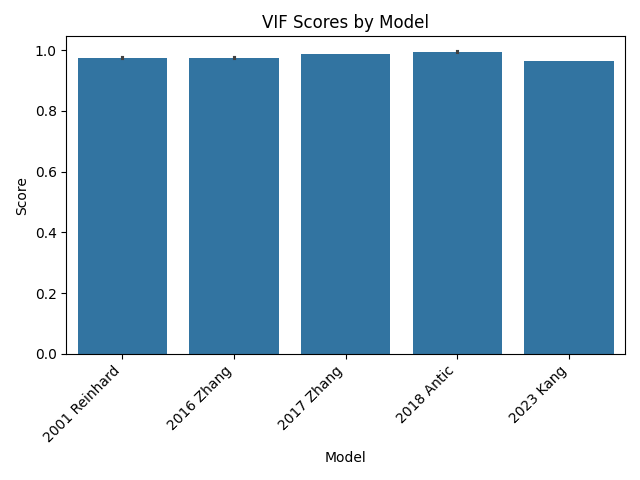 VIF Scores by Model
1.0
0.8
0.6
0.4
0.2
0.0
Score
2001 Reinhard
2016 Zhang
2017 Zhang
2018 Antic
2023 Kang
Model